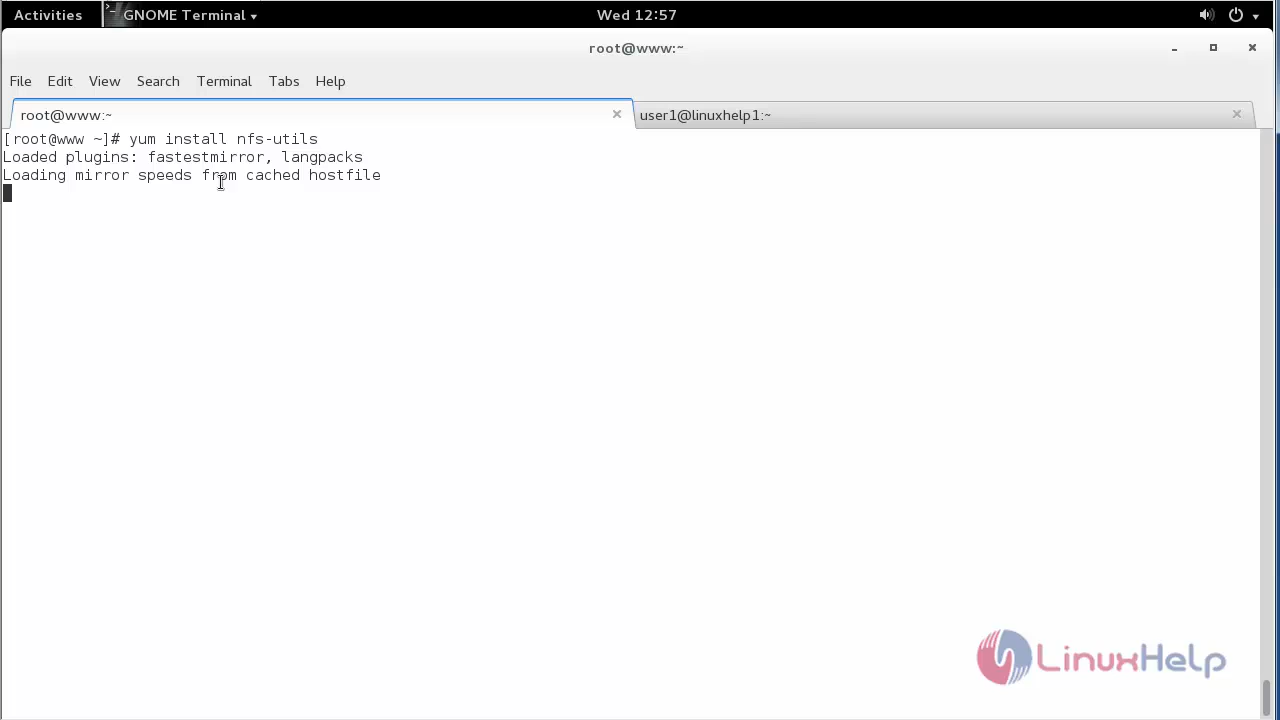 Activities GNOME Terminal Wed 12:57
root@www:~
File Edit View Search Terminal Tabs Help
root@www:~ user1@linuxhelp1:~
[root@www ~]# yum install nfs-utils
Loaded plugins: fastestmirror, langpacks
Loading mirror speeds from cached hostfile
LinuxHelp